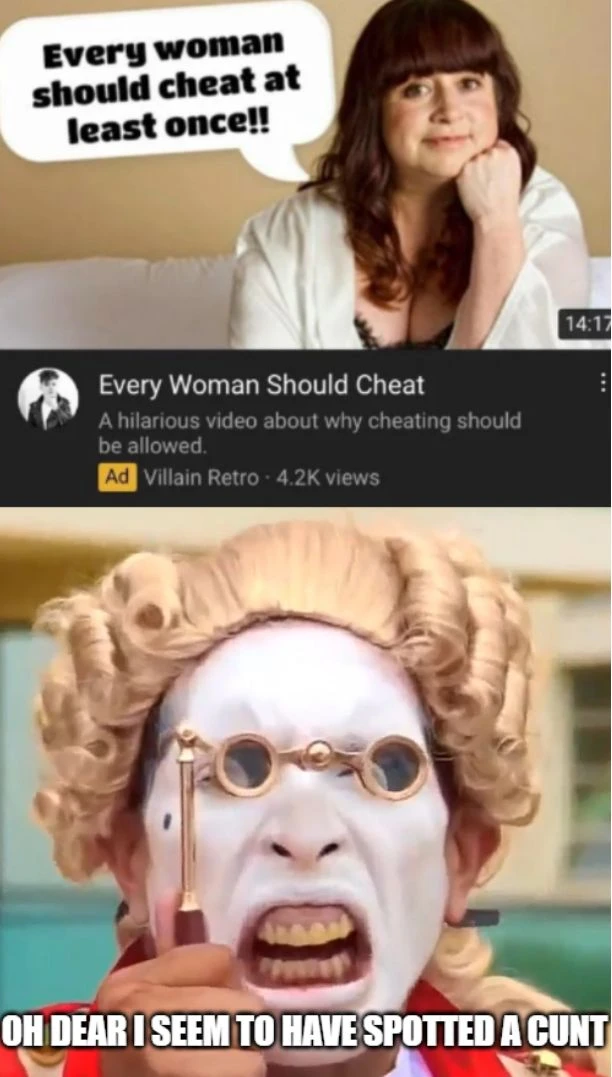 Every woman
should cheat at
least once!!
14:17
Every Woman Should Cheat
A hilarious video about why cheating should
be allowed.
Ad Villain Retro · 4.2K views
OH DEAR I SEEM TO HAVE SPOTTED A CUNT